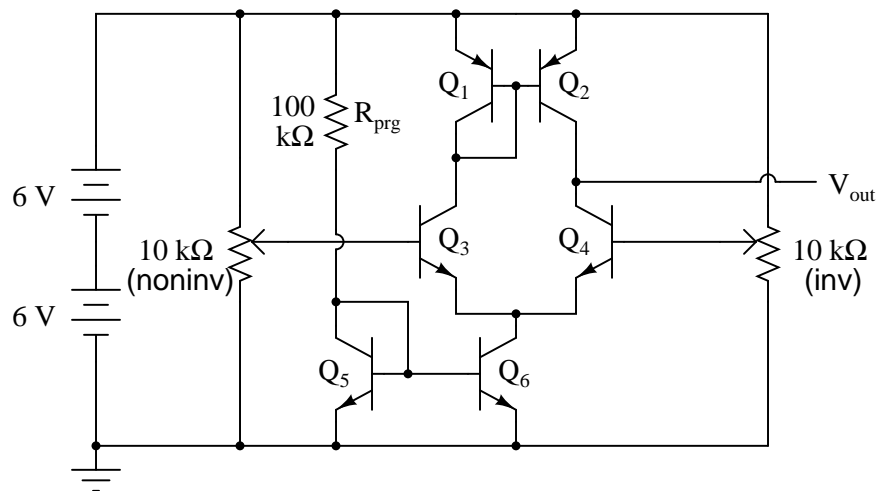 Q1
Q2
100
kΩ
Rprg
6 V
Vout
10 kΩ
(noninv)
Q3
Q4
10 kΩ
(inv)
6 V
Q5
Q6